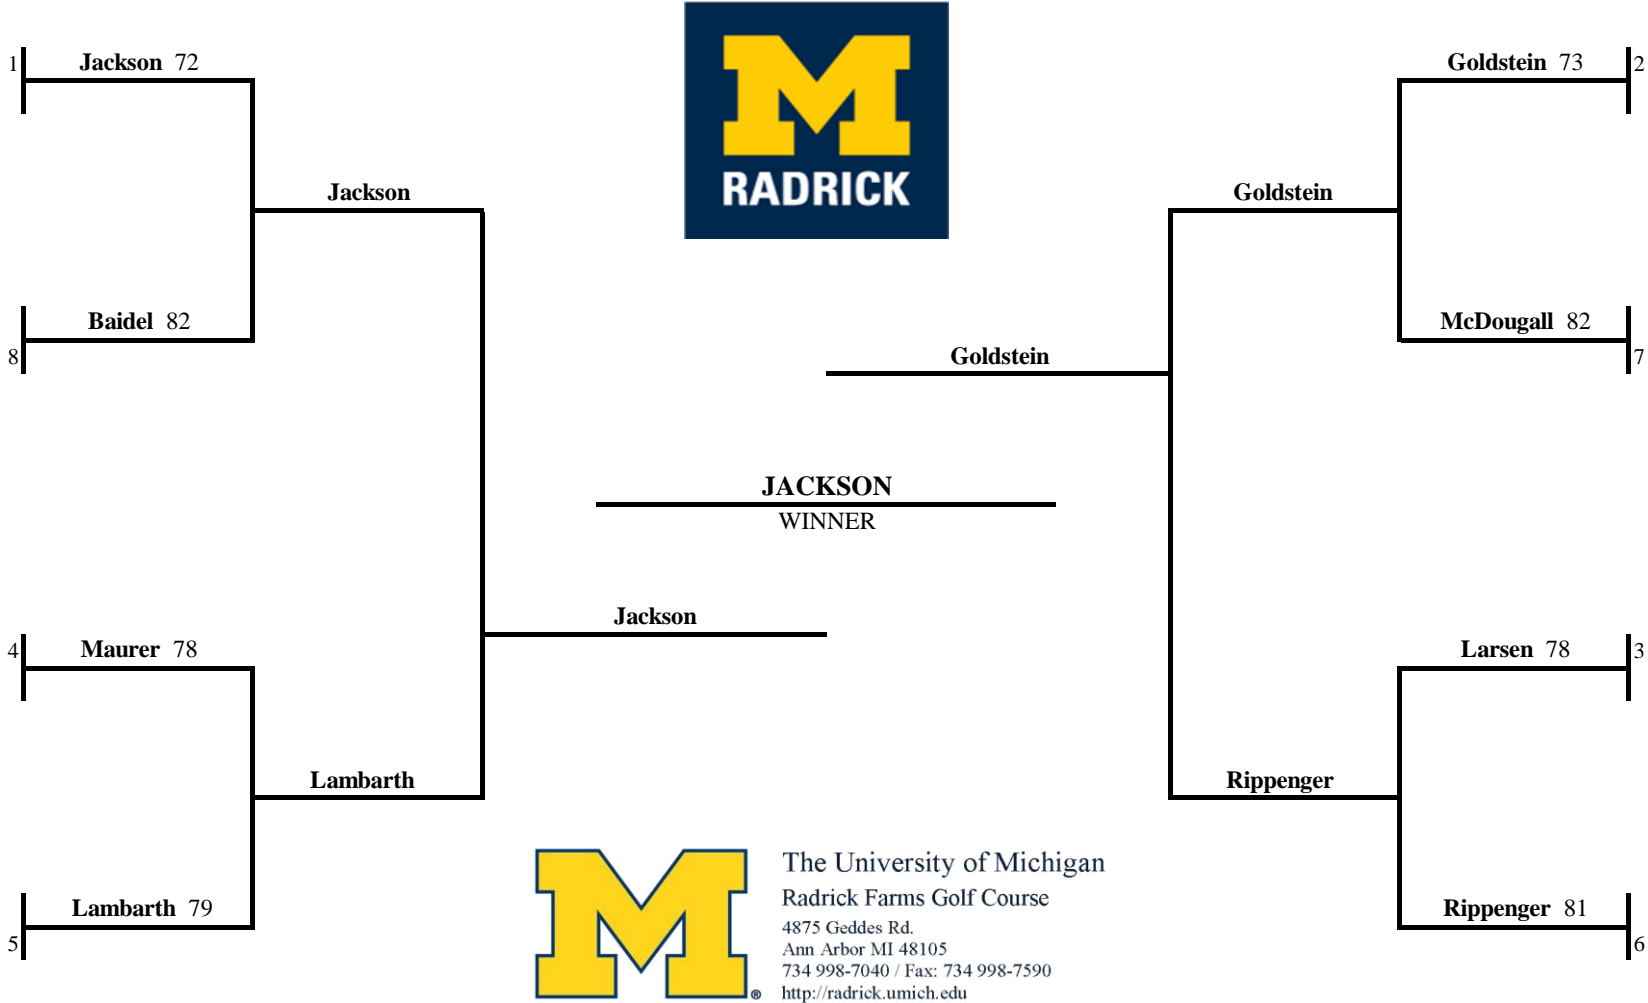 M
RADRICK
1
Jackson 72
Goldstein 73
2
Jackson
Goldstein
Baidel 82
McDougall 82
8
7
Goldstein
JACKSON
WINNER
Jackson
4
Maurer 78
Larsen 78
3
Lambarth
Rippenger
Lambarth 79
Rippenger 81
5
6
M®
The University of Michigan
Radrick Farms Golf Course
4875 Geddes Rd.
Ann Arbor MI 48105
734 998-7040 / Fax: 734 998-7590
http://radrick.umich.edu